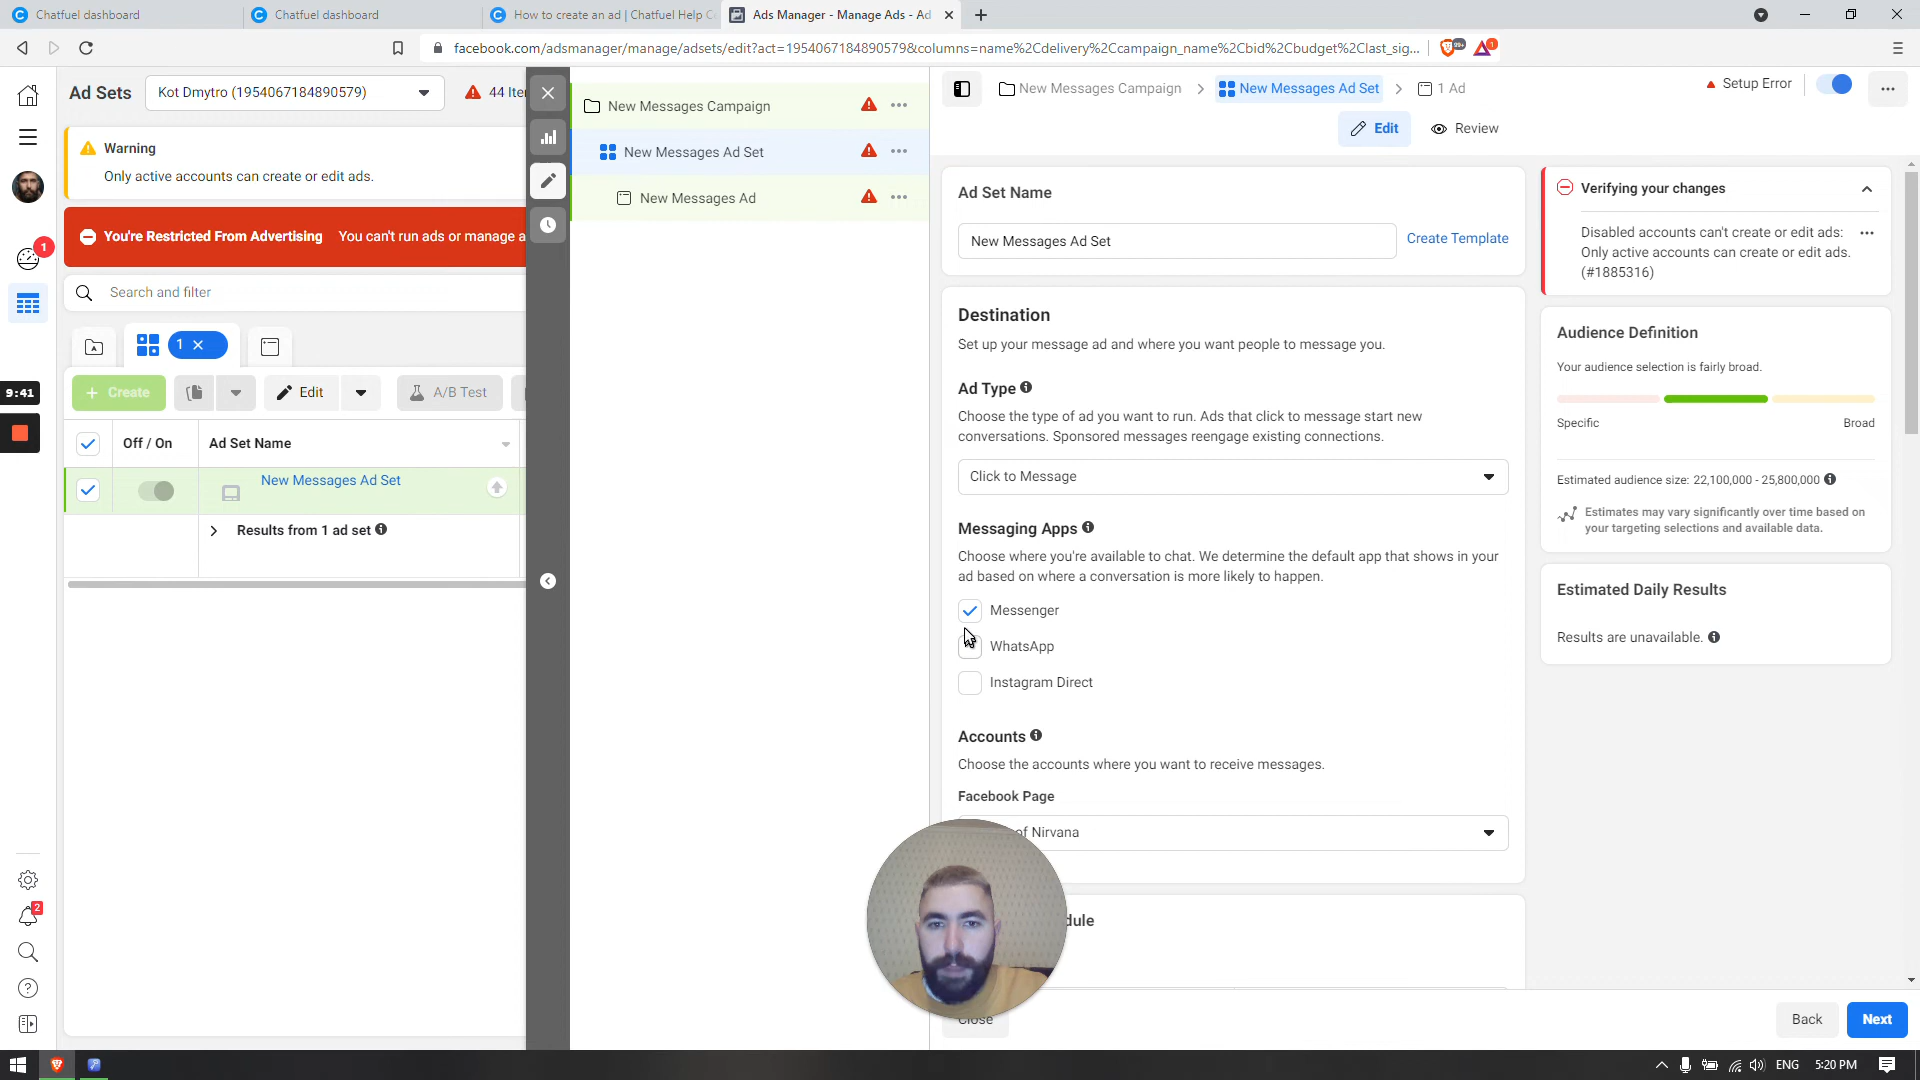 Chatfuel dashboard
Chatfuel dashboard
How to create an ad | Chatfuel Help C
Ads Manager - Manage Ads - Ad
facebook.com/adsmanager/manage/adsets/edit?act=1954067184890579&columns=name%2Cdelivery%2Ccampaign_name%2Cbid%2Cbudget%2Clast_sig...
99+
1
Ad Sets
Kot Dmytro (1954067184890579)
44 Ite
Warning
Only active accounts can create or edit ads.
You're Restricted From Advertising
You can't run ads or manage a
Search and filter
1
1
Create
Edit
A/B Test
Off / On
Ad Set Name
New Messages Ad Set
Results from 1 ad set
9:41
2
New Messages Campaign
New Messages Ad Set
New Messages Ad
New Messages Campaign
New Messages Ad Set
1 Ad
Setup Error
Edit
Review
Ad Set Name
New Messages Ad Set
Create Template
Destination
Set up your message ad and where you want people to message you.
Ad Type
Choose the type of ad you want to run. Ads that click to message start new
conversations. Sponsored messages reengage existing connections.
Click to Message
Messaging Apps
Choose where you're available to chat. We determine the default app that shows in your
ad based on where a conversation is more likely to happen.
Messenger
WhatsApp
Instagram Direct
Accounts
Choose the accounts where you want to receive messages.
Facebook Page
of Nirvana
dule
Close
Back
Next
Verifying your changes
Disabled accounts can't create or edit ads:
Only active accounts can create or edit ads.
(#1885316)
Audience Definition
Your audience selection is fairly broad.
Specific
Broad
Estimated audience size: 22,100,000 - 25,800,000
Estimates may vary significantly over time based on
your targeting selections and available data.
Estimated Daily Results
Results are unavailable.
ENG
5:20 PM